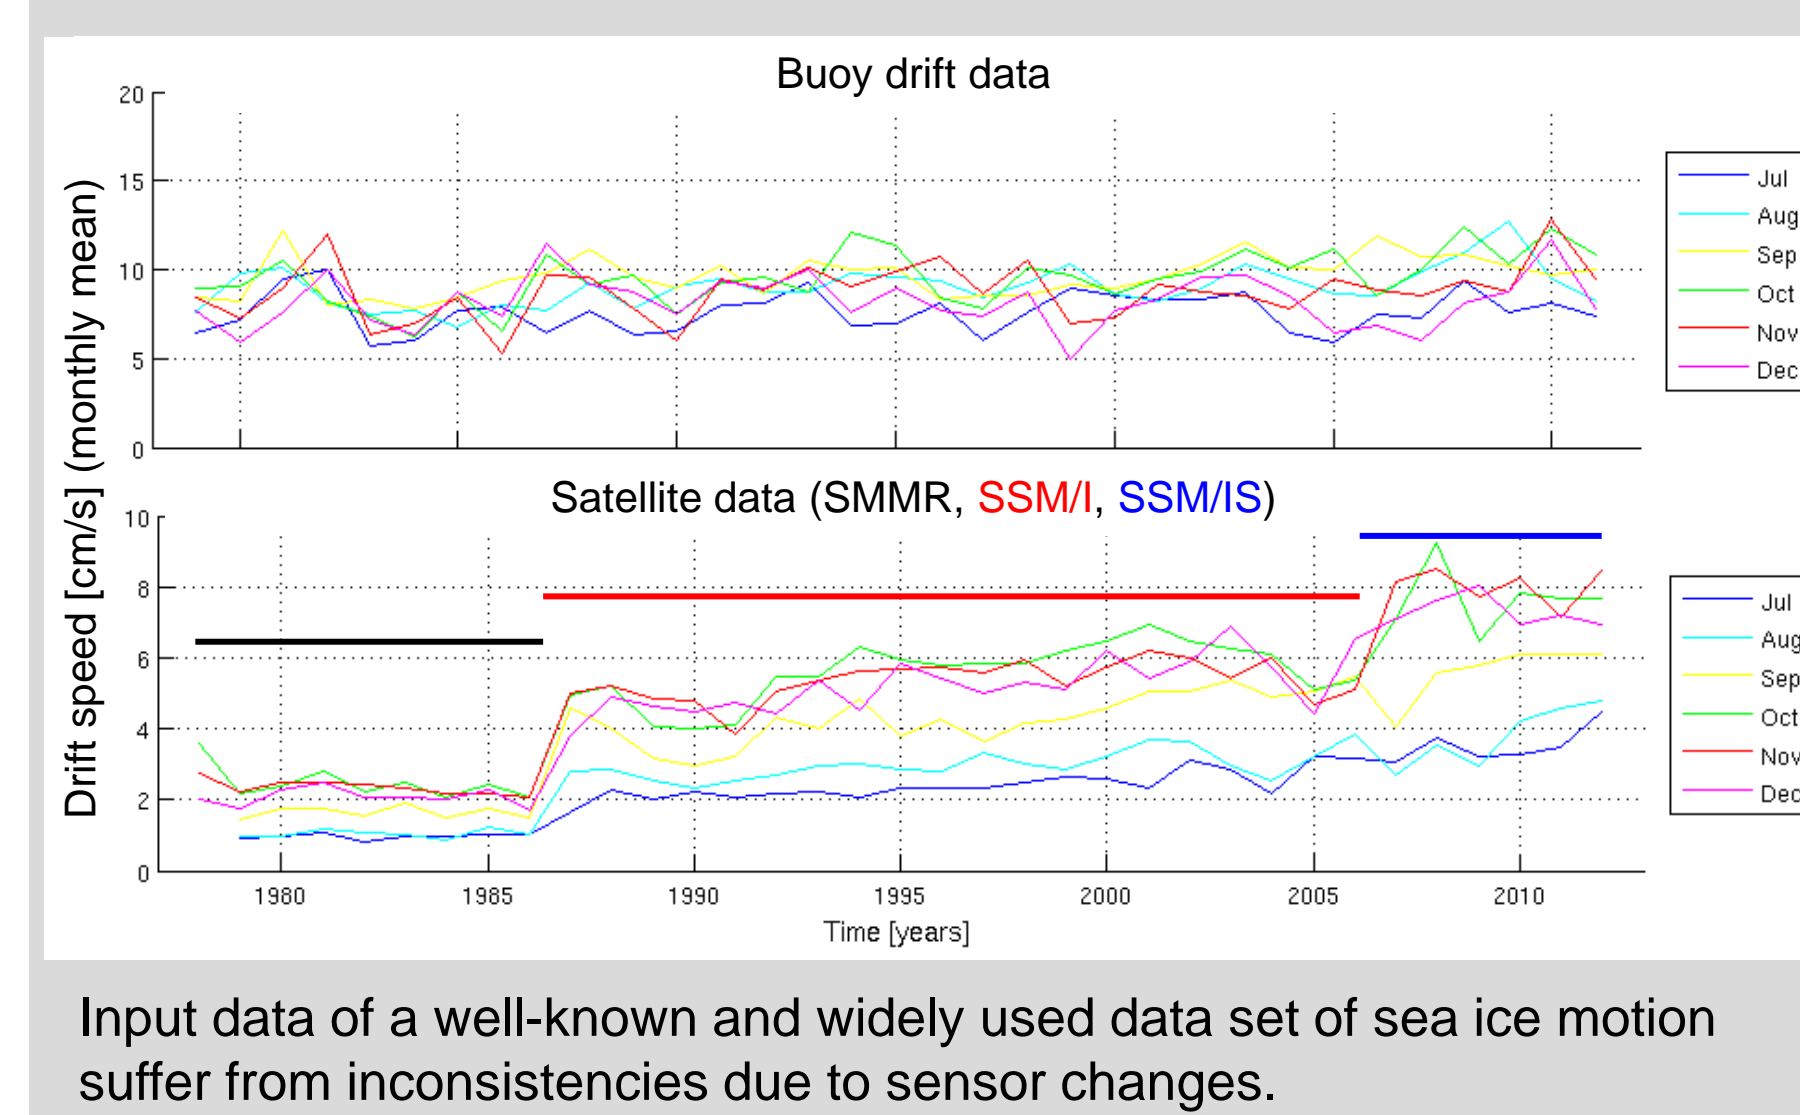 Buoy drift data
20
15
10
5
0
Jul
Aug
Sep
Oct
Nov
Dec
Drift speed [cm/s] (monthly mean)
Satellite data (SMMR, SSM/I, SSM/IS)
10
8
6
4
2
0
Jul
Aug
Sep
Oct
Nov
Dec
1980 1985 1990 1995 2000 2005 2010
Time [years]
Input data of a well-known and widely used data set of sea ice motion
suffer from inconsistencies due to sensor changes.